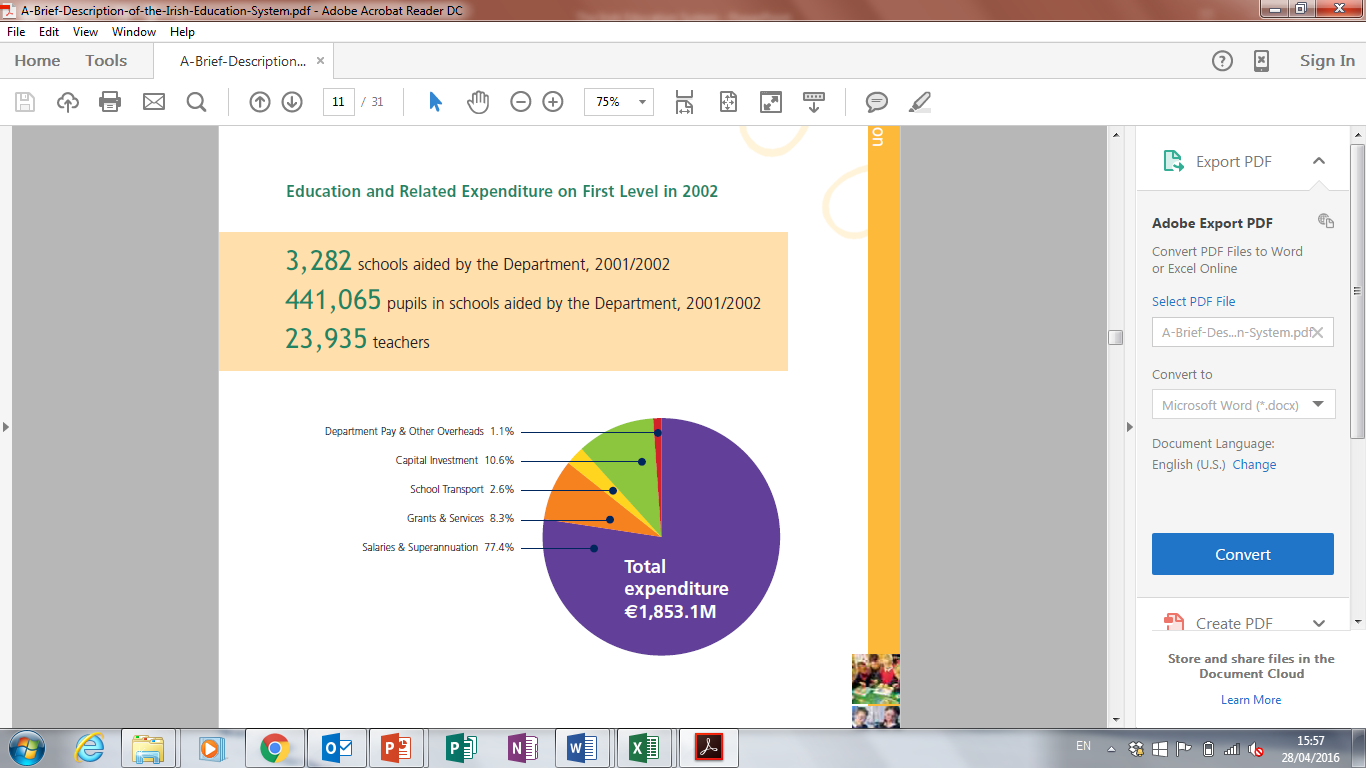 A-Brief-Description-of-the-Irish-Education-System.pdf - Adobe Acrobat Reader DC
File Edit View Window Help
Home Tools A-Brief-Description... × Sign In
11 / 31 75%
on
Education and Related Expenditure on First Level in 2002
3,282 schools aided by the Department, 2001/2002
441,065 pupils in schools aided by the Department, 2001/2002
23,935 teachers
Department Pay & Other Overheads 1.1%
Capital Investment 10.6%
School Transport 2.6%
Grants & Services 8.3%
Salaries & Superannuation 77.4%
Total
expenditure
€1,853.1M
Export PDF
Adobe Export PDF
Convert PDF Files to Word
or Excel Online
Select PDF File
A-Brief-Des...n-System.pdf
Convert to
Microsoft Word (*.docx)
Document Language:
English (U.S.) Change
Convert
Create PDF
Store and share files in the
Document Cloud
Learn More
EN
15:57
28/04/2016